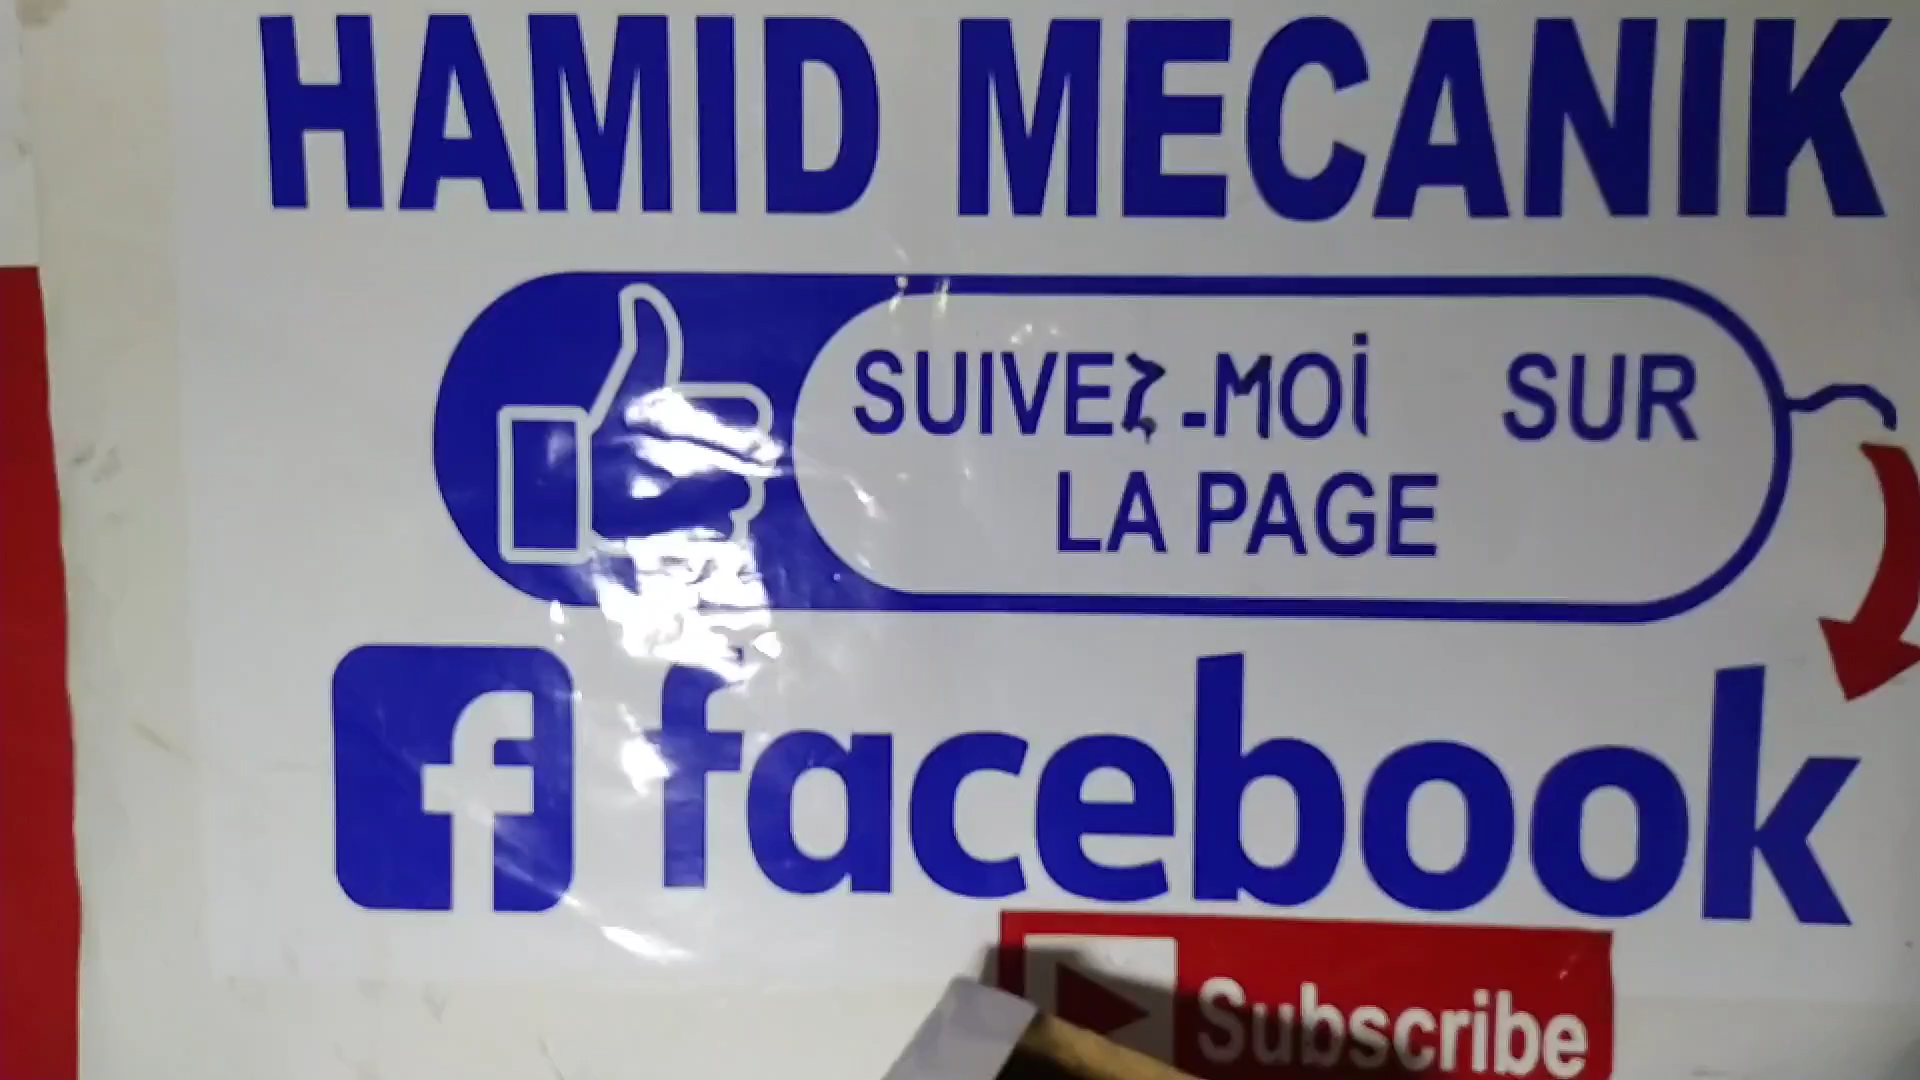 HAMID MECANIK
SUIVEZ-MOi SUR
LA PAGE
f facebook
Subscribe